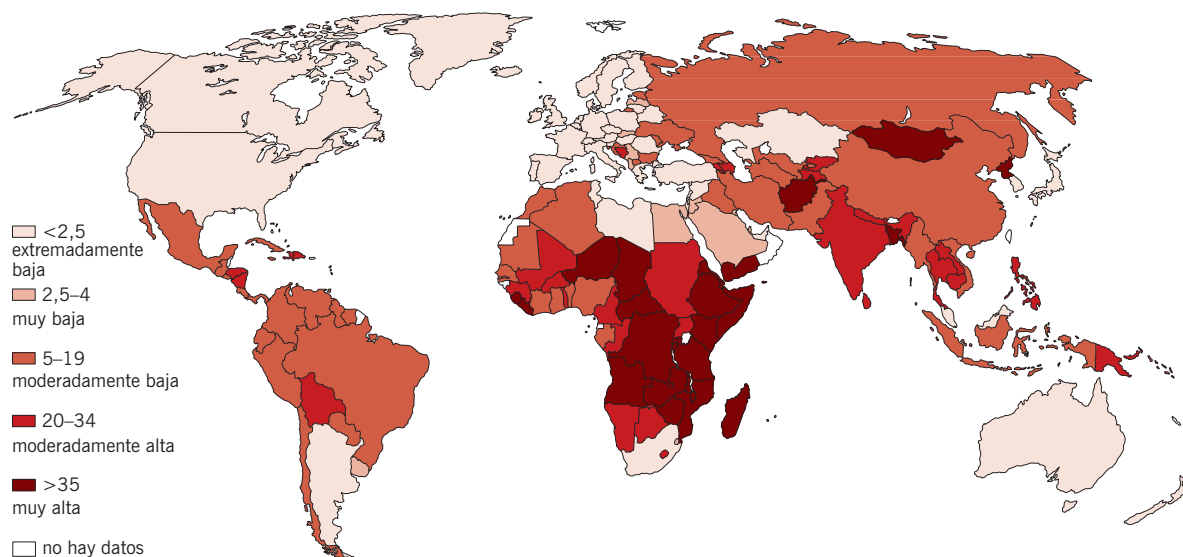 <2,5
extremadamente
baja
2,5–4
muy baja
5–19
moderadamente baja
20–34
moderadamente alta
>35
muy alta
no hay datos